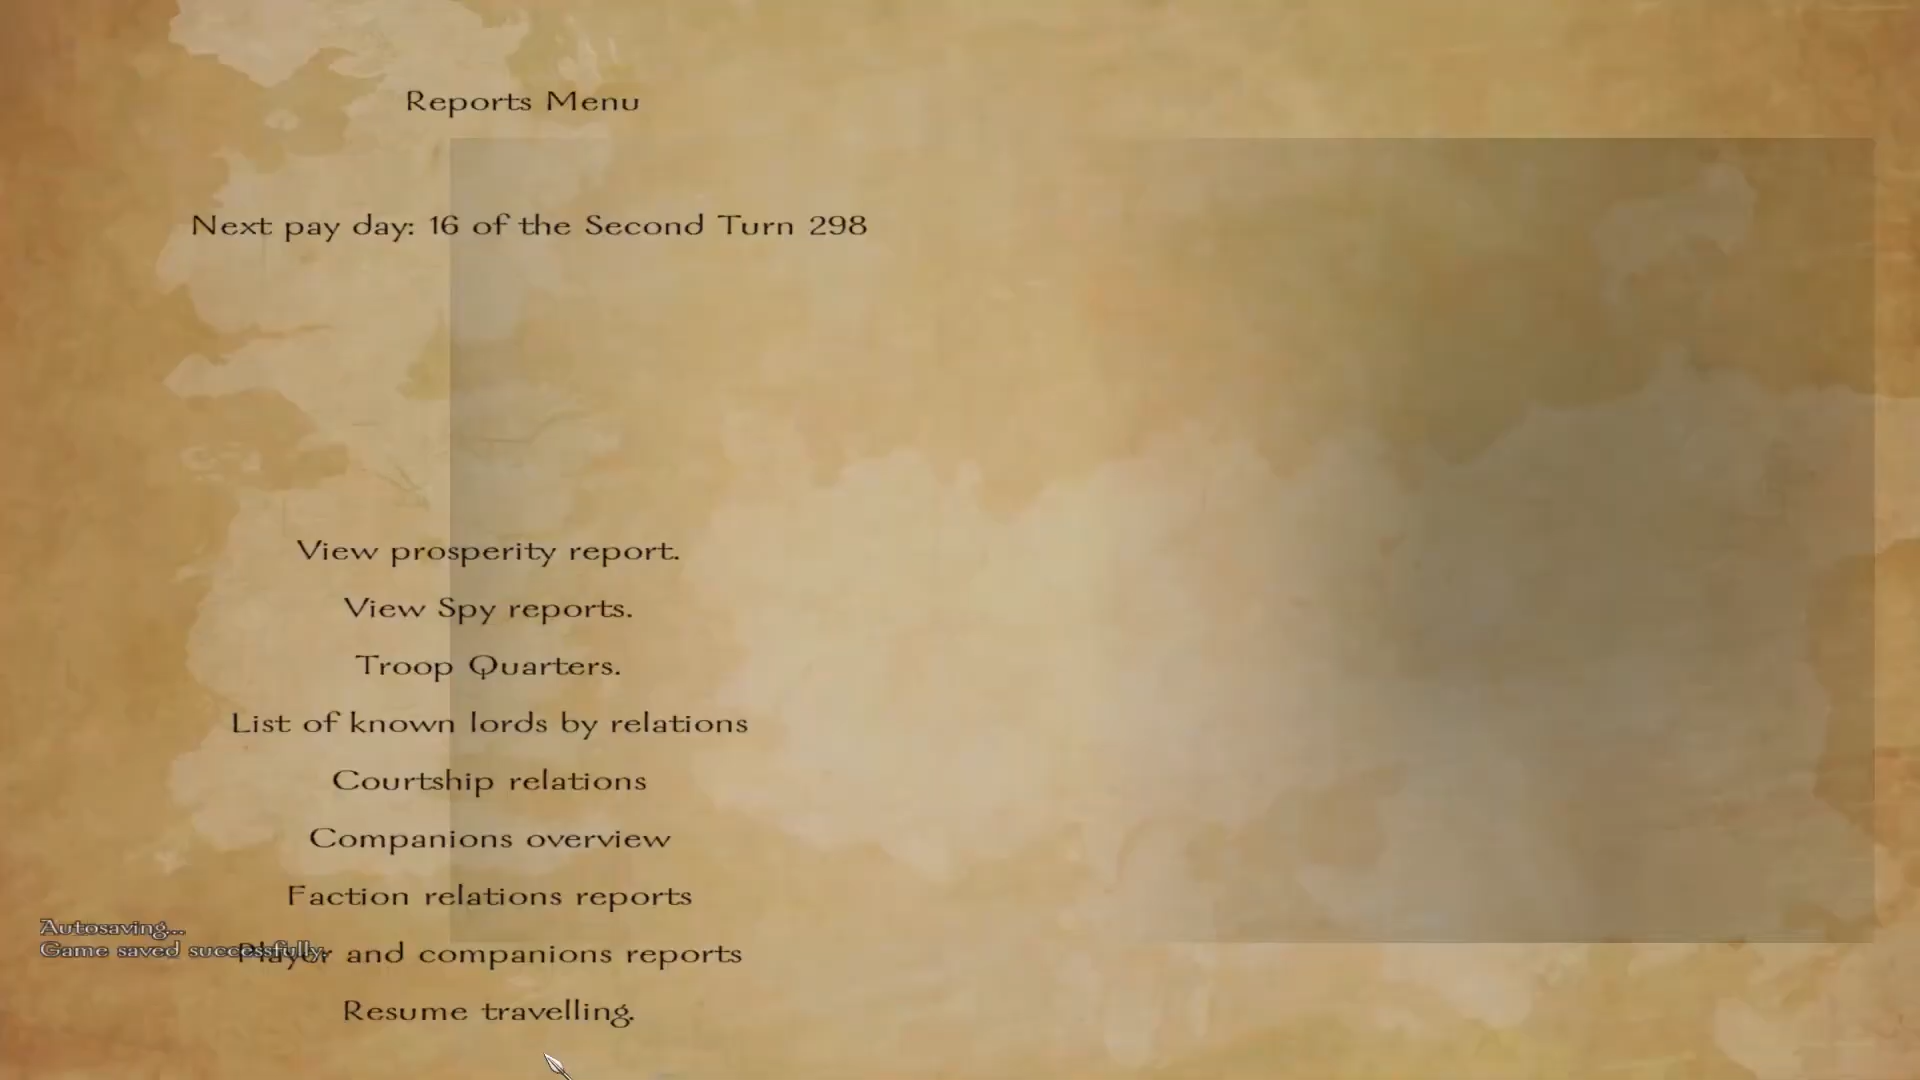 Reports Menu
Next pay day: 16 of the Second Turn 298
View prosperity report.
View Spy reports.
Troop Quarters.
List of known lords by relations
Courtship relations
Companions overview
Faction relations reports
Autosaving...
Game saved successfully.
Player and companions reports
Resume travelling.